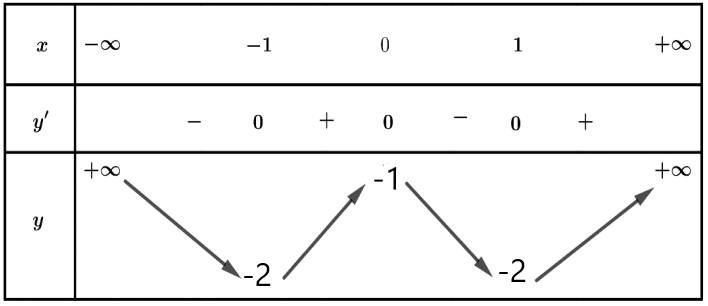 x −∞ −1 0 1 +∞
y′ − 0 + 0 − 0 +
+∞ -1 +∞
y
-2 -2